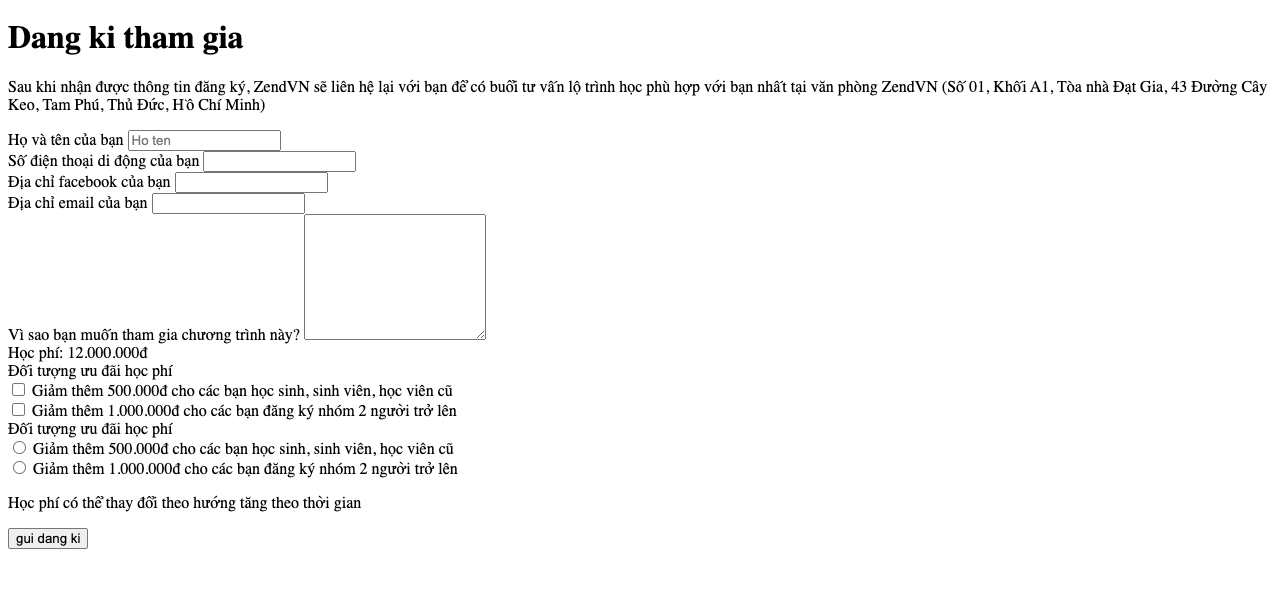 Dang ki tham gia
Sau khi nhận được thông tin đăng ký, ZendVN sẽ liên hệ lại với bạn để có buổi tư vấn lộ trình học phù hợp với bạn nhất tại văn phòng ZendVN (Số 01, Khối A1, Tòa nhà Đạt Gia, 43 Đường Cây
Keo, Tam Phú, Thủ Đức, Hồ Chí Minh)
Họ và tên của bạn Ho ten
Số điện thoại di động của bạn
Địa chỉ facebook của bạn
Địa chỉ email của bạn
Vì sao bạn muốn tham gia chương trình này?
Học phí: 12.000.000đ
Đối tượng ưu đãi học phí
Giảm thêm 500.000đ cho các bạn học sinh, sinh viên, học viên cũ
Giảm thêm 1.000.000đ cho các bạn đăng ký nhóm 2 người trở lên
Đối tượng ưu đãi học phí
Giảm thêm 500.000đ cho các bạn học sinh, sinh viên, học viên cũ
Giảm thêm 1.000.000đ cho các bạn đăng ký nhóm 2 người trở lên
Học phí có thể thay đổi theo hướng tăng theo thời gian
gui dang ki